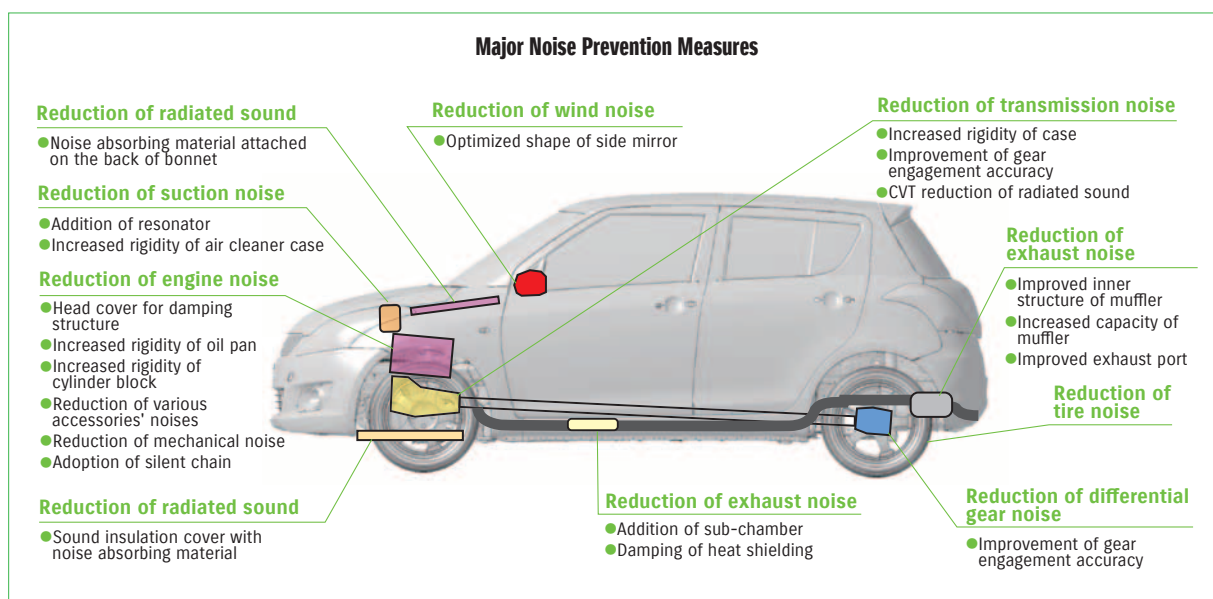 Major Noise Prevention Measures
Reduction of radiated sound
●Noise absorbing material attached
on the back of bonnet
Reduction of suction noise
●Addition of resonator
●Increased rigidity of air cleaner case
Reduction of engine noise
●Head cover for damping
structure
●Increased rigidity of oil pan
●Increased rigidity of
cylinder block
●Reduction of various
accessories' noises
●Reduction of mechanical noise
●Adoption of silent chain
Reduction of radiated sound
●Sound insulation cover with
noise absorbing material
Reduction of wind noise
●Optimized shape of side mirror
Reduction of exhaust noise
●Addition of sub-chamber
●Damping of heat shielding
Reduction of transmission noise
●Increased rigidity of case
●Improvement of gear
engagement accuracy
●CVT reduction of radiated sound
Reduction of
exhaust noise
●Improved inner
structure of muffler
●Increased capacity of
muffler
●Improved exhaust port
Reduction of
tire noise
Reduction of differential
gear noise
●Improvement of gear
engagement accuracy